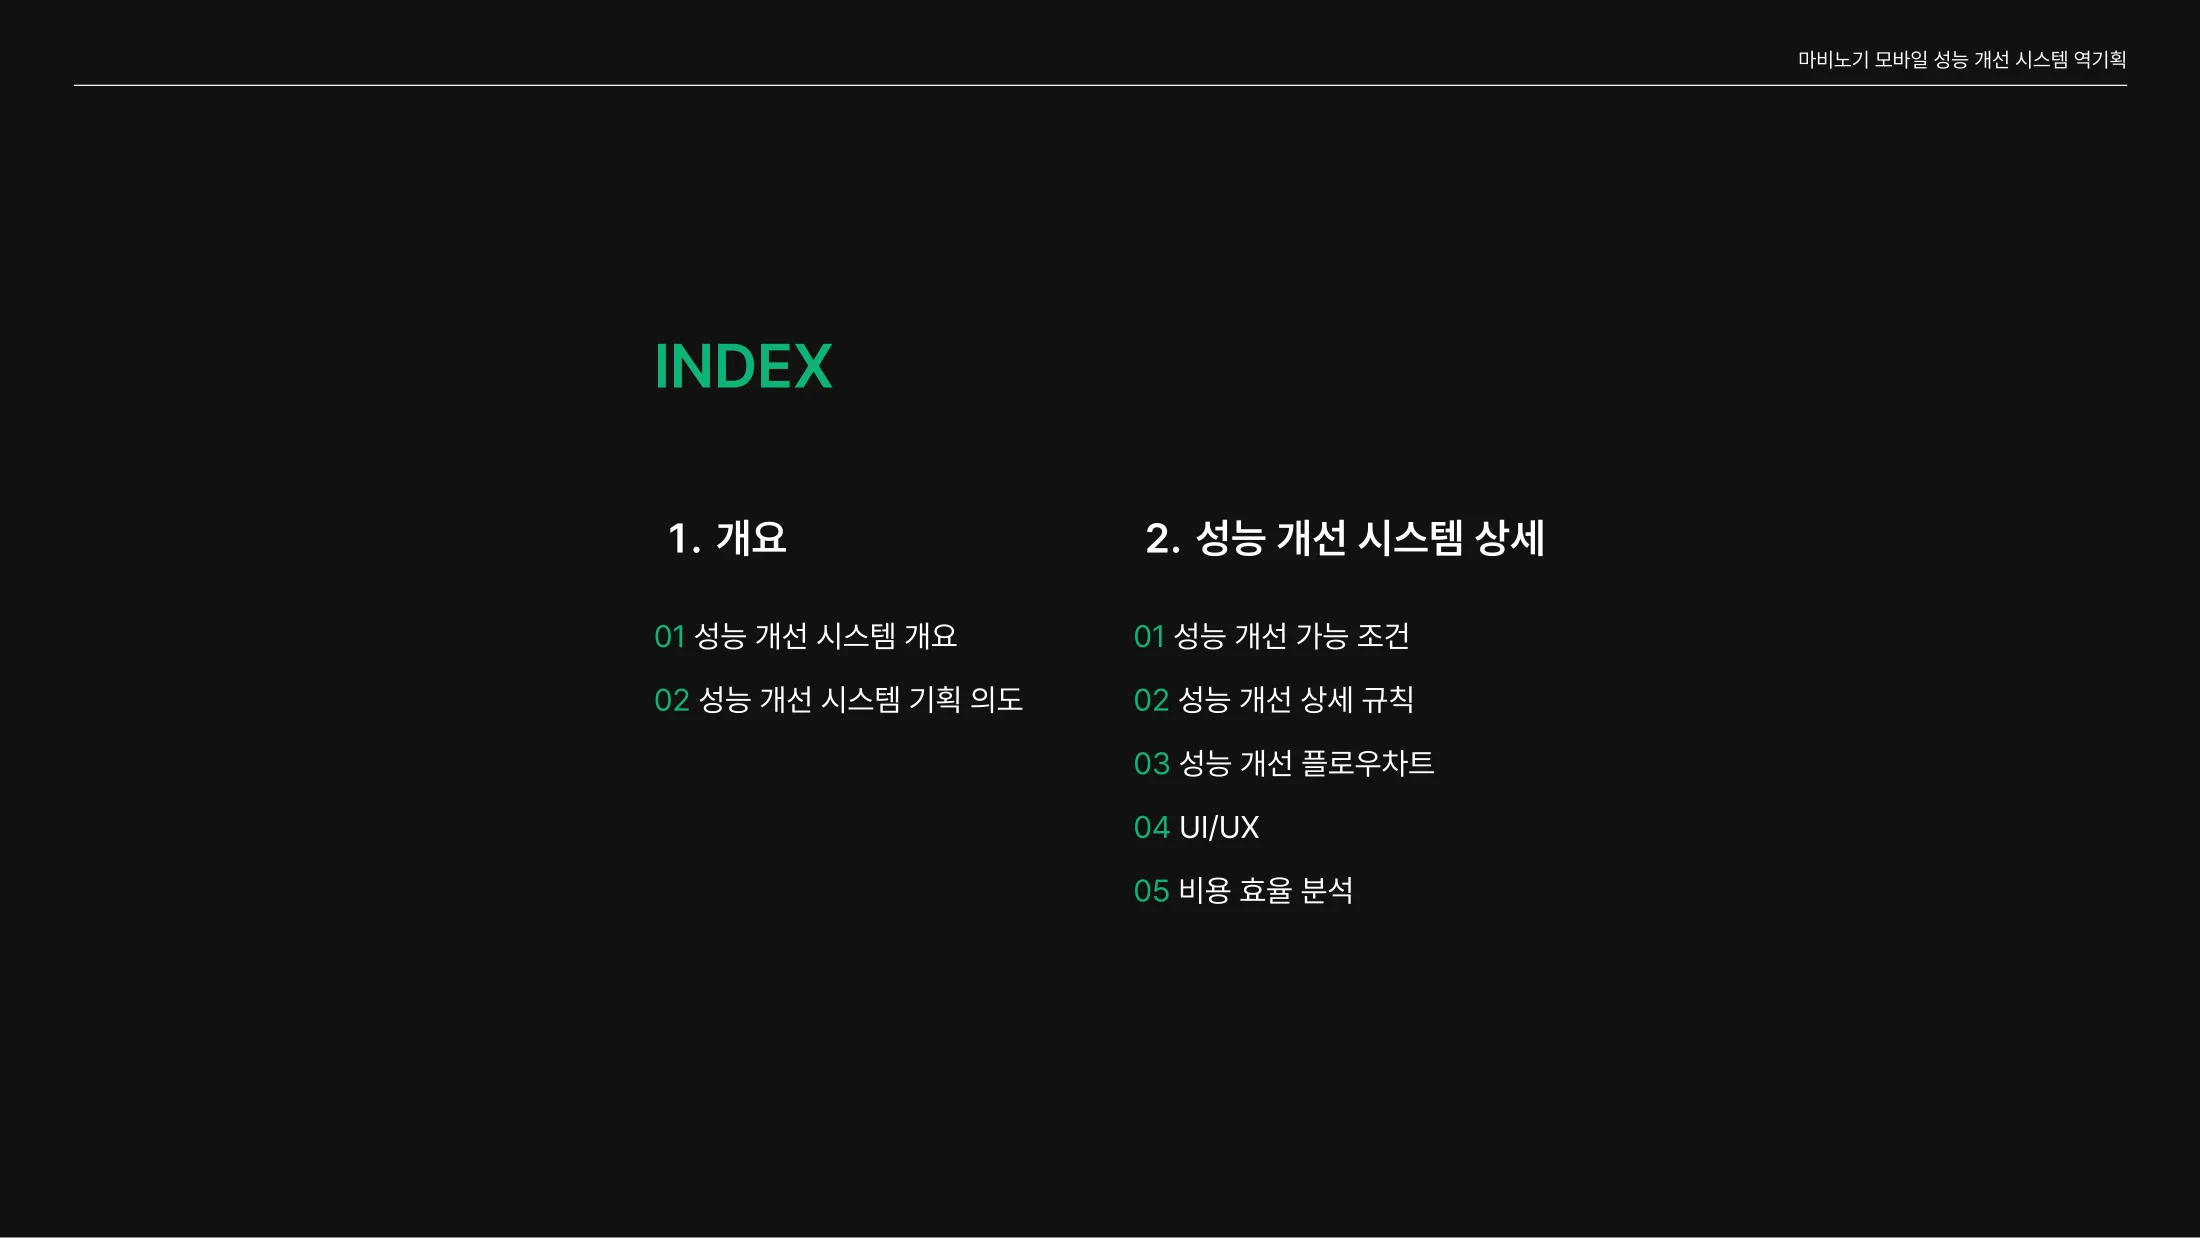 마비노기 모바일 성능 개선 시스템 역기획
INDEX
1. 개요
01 성능 개선 시스템 개요
02 성능 개선 시스템 기획 의도
2. 성능 개선 시스템 상세
01 성능 개선 가능 조건
02 성능 개선 상세 규칙
03 성능 개선 플로우차트
04 UI/UX
05 비용 효율 분석